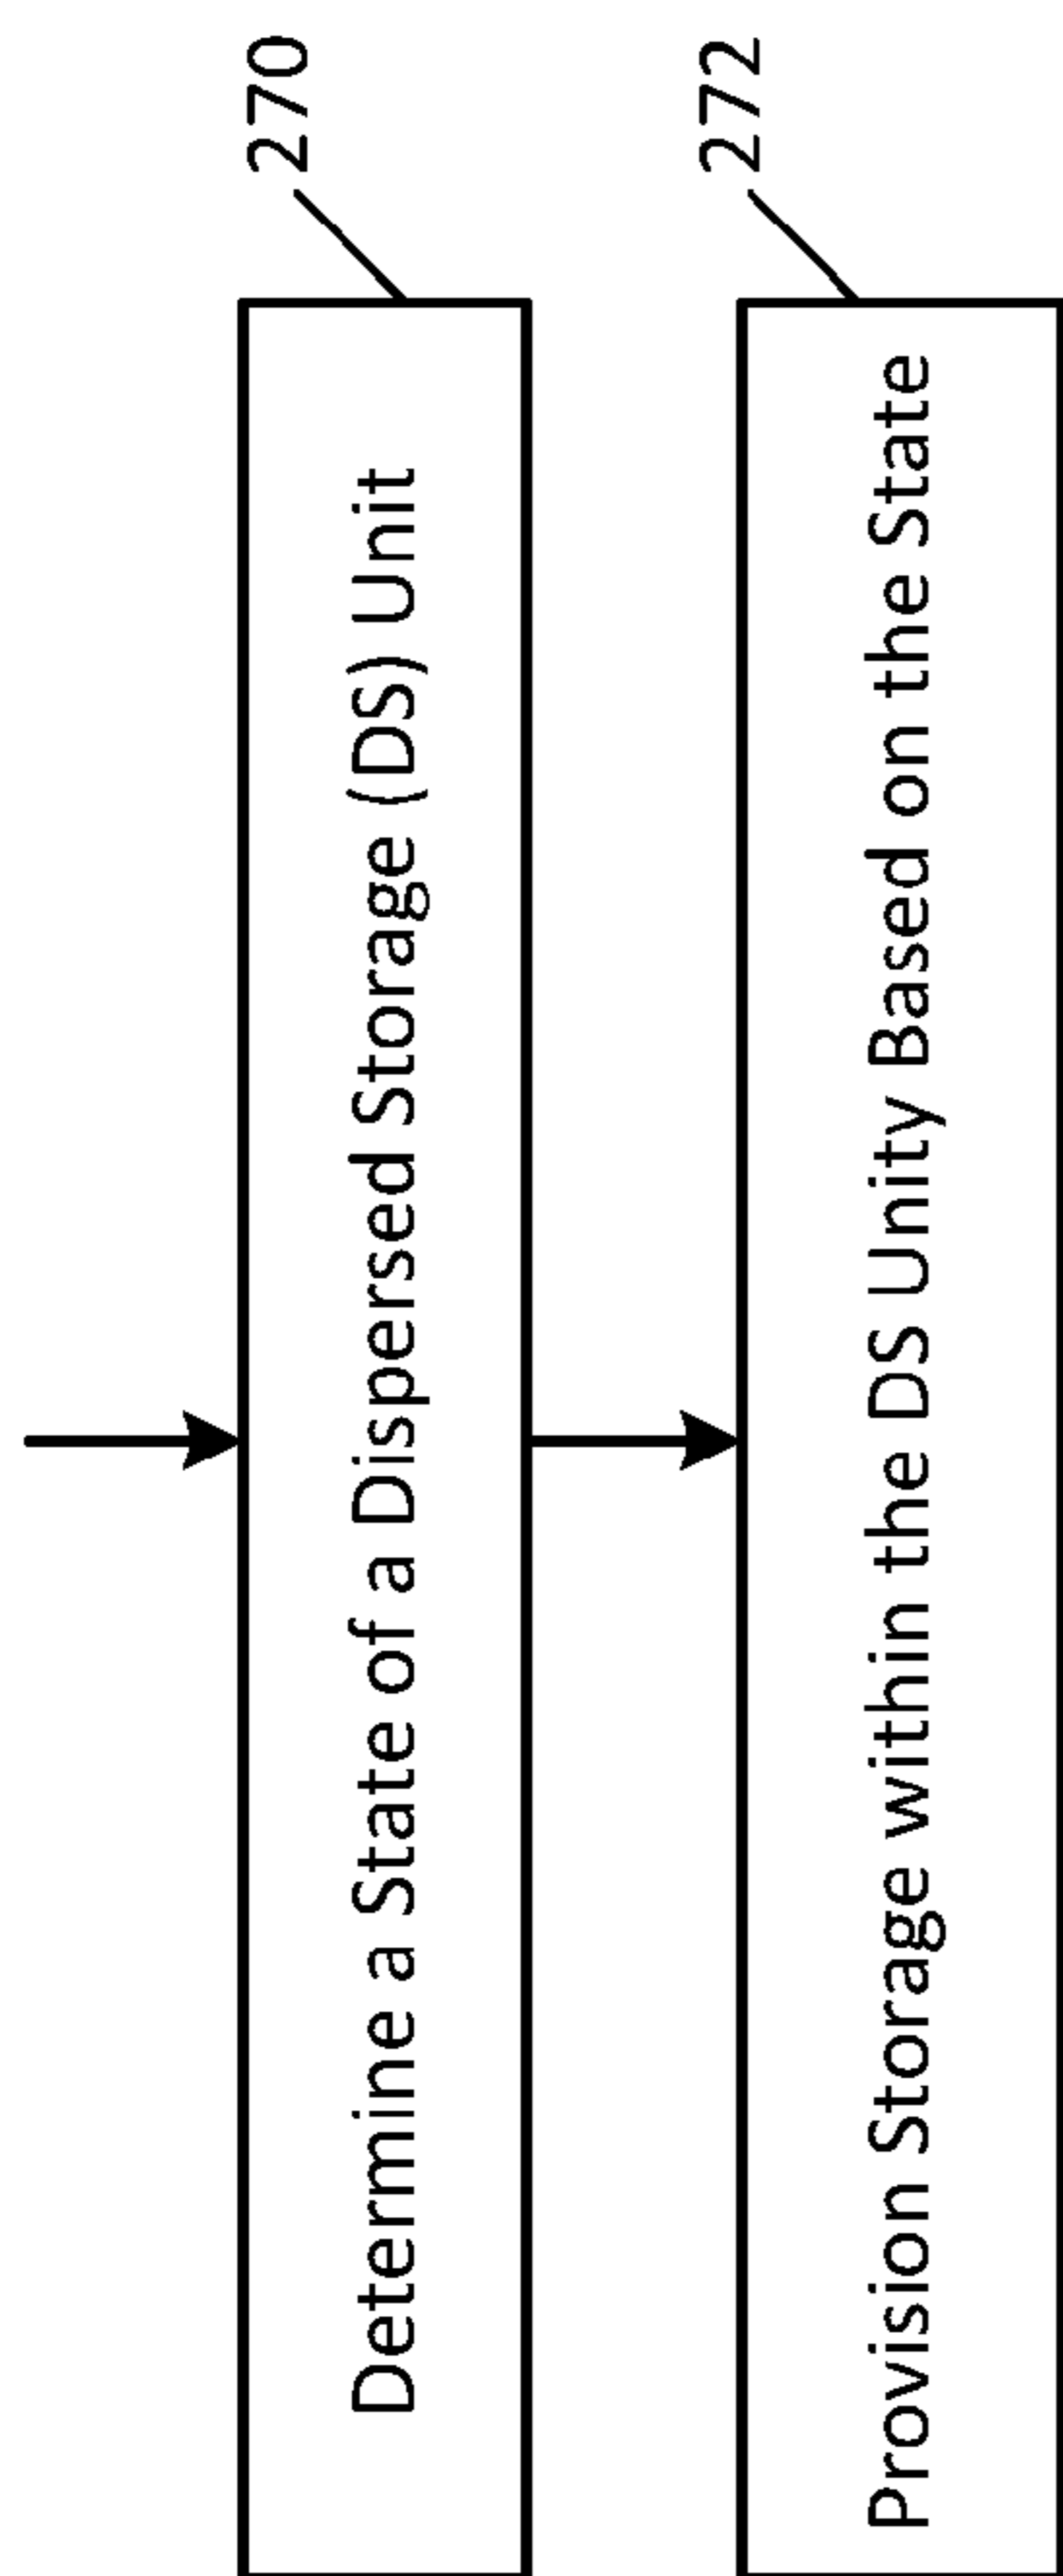 270
Determine a State of a Dispersed Storage (DS) Unit
272
Provision Storage within the DS Unity Based on the State